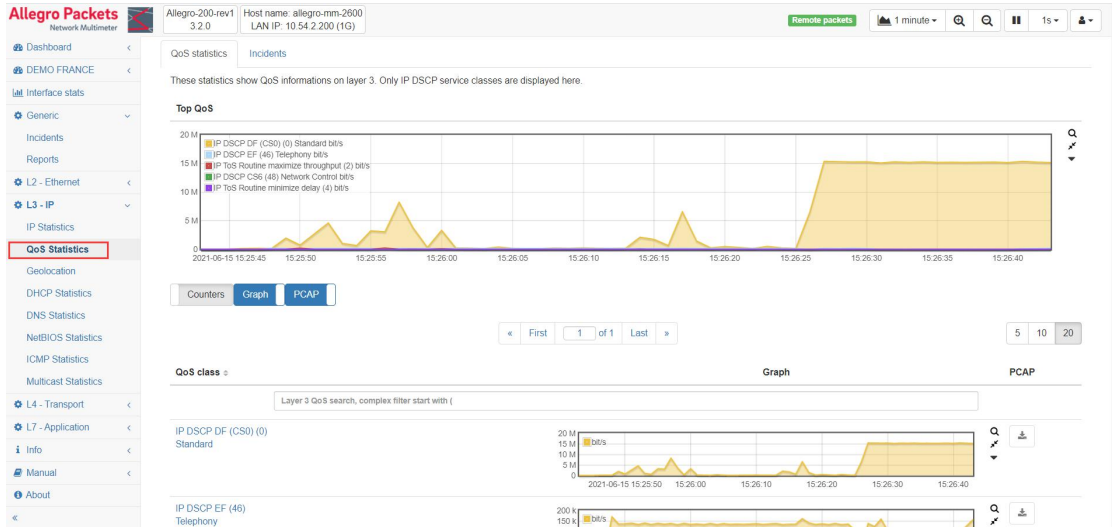 Allegro Packets
Network Multimeter
Allegro-200-rev1
3.2.0
Host name: allegro-mm-2600
LAN IP: 10.54.2.200 (1G)
Remote packets
1 minute
1s
Dashboard
DEMO FRANCE
Interface stats
Generic
Incidents
Reports
L2 - Ethernet
L3 - IP
IP Statistics
QoS Statistics
Geolocation
DHCP Statistics
DNS Statistics
NetBIOS Statistics
ICMP Statistics
Multicast Statistics
L4 - Transport
L7 - Application
Info
Manual
About
«
QoS statistics
Incidents
These statistics show QoS informations on layer 3. Only IP DSCP service classes are displayed here.
Top QoS
20 M
15 M
10 M
5 M
0
IP DSCP DF (CS0) (0) Standard bit/s
IP DSCP EF (46) Telephony bit/s
IP ToS Routine maximize throughput (2) bit/s
IP DSCP CS6 (48) Network Control bit/s
IP ToS Routine minimize delay (4) bit/s
2021-06-15 15:25:45 15:25:50 15:25:55 15:26:00 15:26:05 15:26:10 15:26:15 15:26:20 15:26:25 15:26:30 15:26:35 15:26:40
Counters Graph PCAP
« First 1 of 1 Last »
5 10 20
QoS class Graph PCAP
Layer 3 QoS search, complex filter start with (
IP DSCP DF (CS0) (0)
Standard
20 M
15 M
10 M
5 M
0
bit/s
2021-06-15 15:25:50 15:26:00 15:26:10 15:26:20 15:26:30 15:26:40
IP DSCP EF (46)
Telephony
200 k
150 k
bit/s